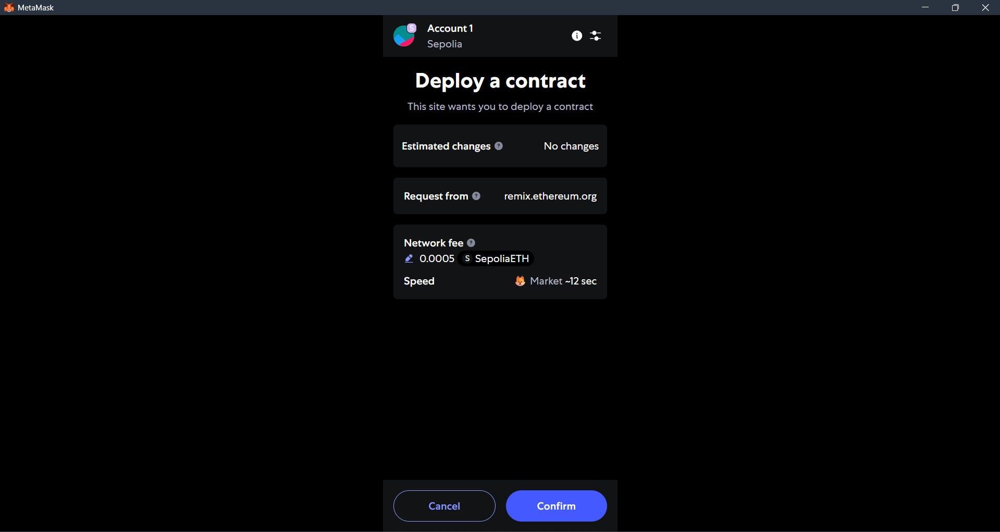 MetaMask
S
Account 1
Sepolia
Deploy a contract
This site wants you to deploy a contract
Estimated changes ? No changes
Request from ? remix.ethereum.org
Network fee ?
0.0005 S SepoliaETH
Speed Market ~12 sec
Cancel Confirm